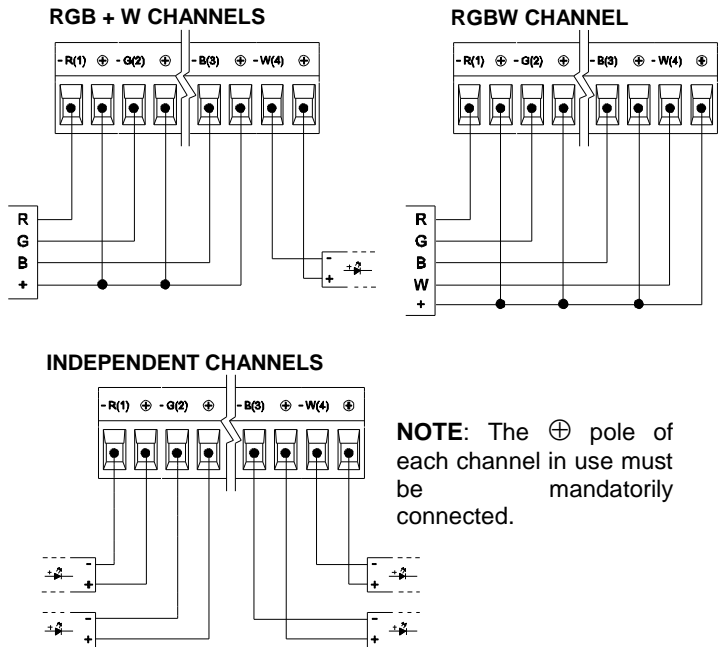 RGB + W CHANNELS
- R(1) ⊕ - G(2) ⊕ - B(3) ⊕ - W(4) ⊕
R
G
B
+
-
+
+
RGBW CHANNEL
- R(1) ⊕ - G(2) ⊕ - B(3) ⊕ - W(4) ⊕
R
G
B
W
+
INDEPENDENT CHANNELS
- R(1) ⊕ - G(2) ⊕ - B(3) ⊕ - W(4) ⊕
-
+ +
-
+ +
-
+ +
-
+ +
NOTE: The ⊕ pole of
each channel in use must
be mandatorily
connected.